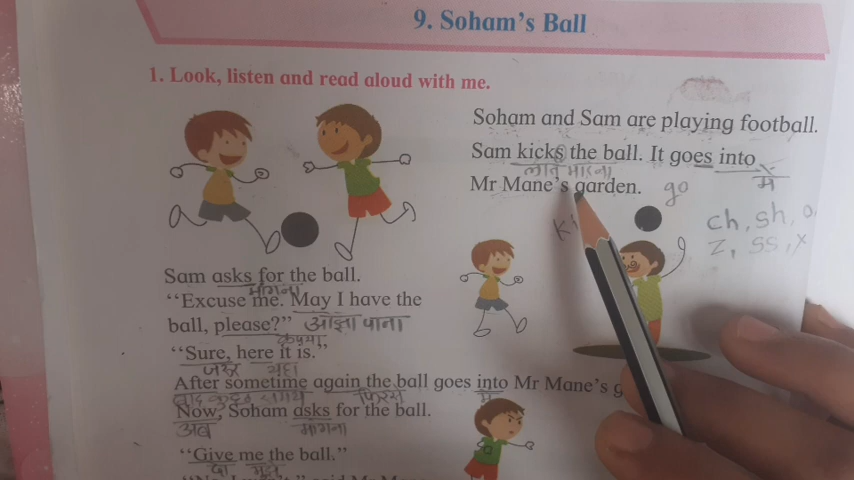 9. Soham's Ball
1. Look, listen and read aloud with me.
Soham and Sam are playing football.
Sam kicks the ball. It goes into
लात मारना
में
Mr Mane's garden.
go
ch, sh, o
z, ss, x
Sam asks for the ball.
माँगना
"Excuse me. May I have the
ball, please?"
"Sure, here it is."
जरूर यहा
After sometime again the ball goes into Mr Mane's g
फिरसे में
Now, Soham asks for the ball.
अब माँगना
"Give me the ball."